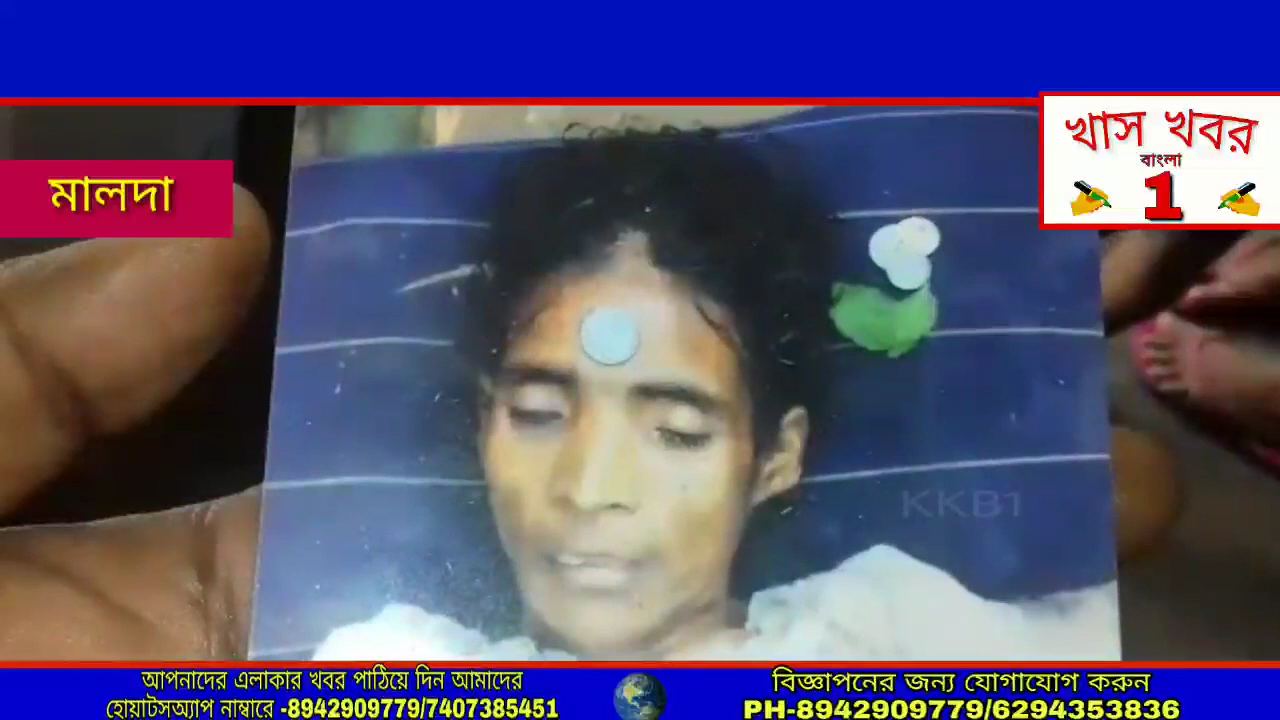 খাস খবর
বাংলা
1
মালদা
KKB1
আপনাদের এলাকার খবর পাঠিয়ে দিন আমাদের
হোয়াটসঅ্যাপ নাম্বারে -8942909779/7407385451
বিজ্ঞাপনের জন্য যোগাযোগ করুন
PH-8942909779/6294353836